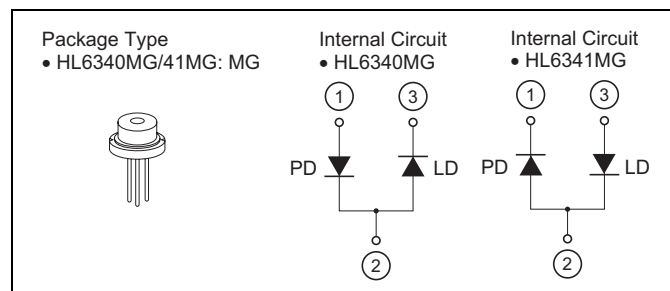 Package Type
• HL6340MG/41MG: MG
Internal Circuit
• HL6340MG
1 3
PD LD
2
Internal Circuit
• HL6341MG
1 3
PD LD
2